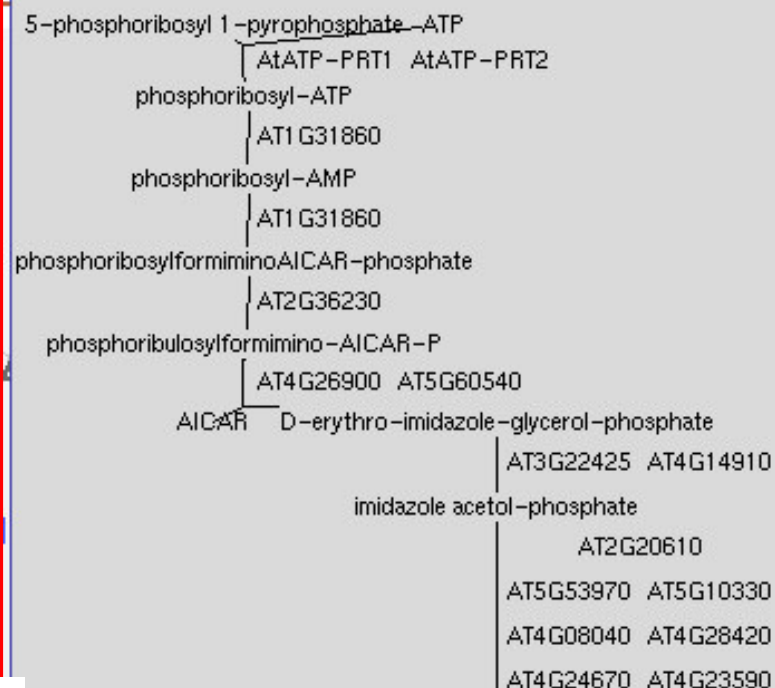 5-phosphoribosyl 1-pyrophosphate ATP
AtATP-PRT1 AtATP-PRT2
phosphoribosyl-ATP
AT1G31860
phosphoribosyl-AMP
AT1G31860
phosphoribosylformiminoAICAR-phosphate
AT2G36230
phosphoribulosylformimino-AICAR-P
AT4G26900 AT5G60540
AICAR D-erythro-imidazole-glycerol-phosphate
AT3G22425 AT4G14910
imidazole acetol-phosphate
AT2G20610
AT5G53970 AT5G10330
AT4G08040 AT4G28420
AT4G24670 AT4G23590